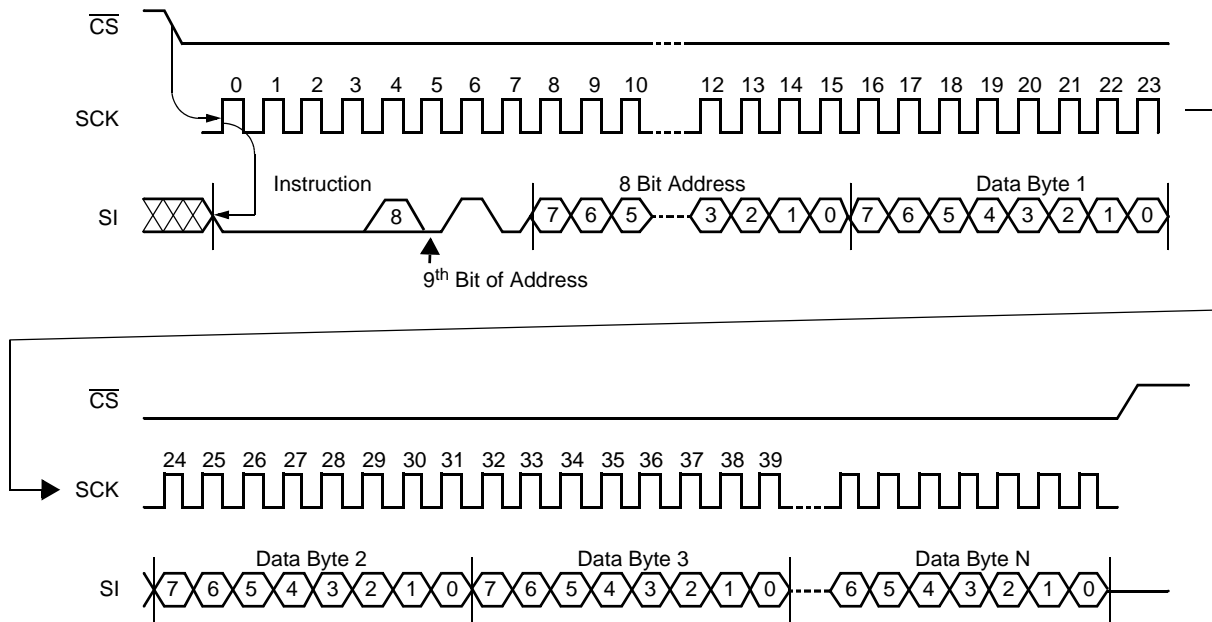 CS
0 1 2 3 4 5 6 7 8 9 10 12 13 14 15 16 17 18 19 20 21 22 23
SCK
Instruction 8 Bit Address Data Byte 1
SI 8 7 6 5 3 2 1 0 7 6 5 4 3 2 1 0
9th Bit of Address
CS
24 25 26 27 28 29 30 31 32 33 34 35 36 37 38 39
SCK
Data Byte 2 Data Byte 3 Data Byte N
SI 7 6 5 4 3 2 1 0 7 6 5 4 3 2 1 0 6 5 4 3 2 1 0